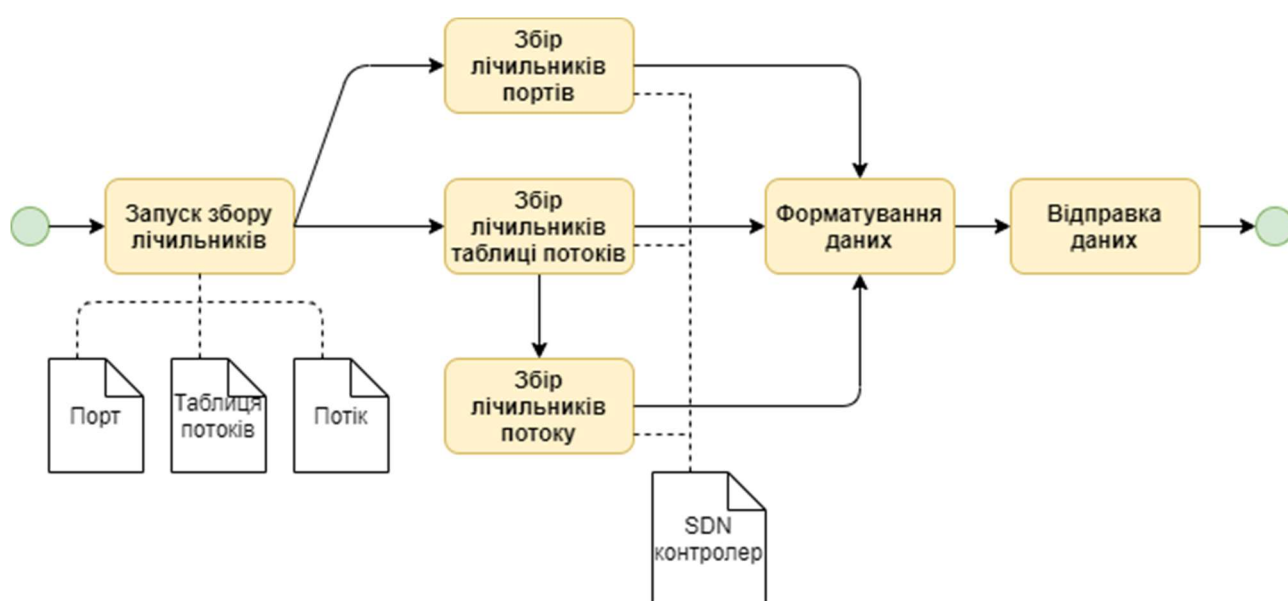 Збір
лічильників
портів
Запуск збору
лічильників
Збір
лічильників
таблиці потоків
Форматування
даних
Відправка
даних
Збір
лічильників
потоку
Порт
Таблиця
потоків
Потік
SDN
контролер